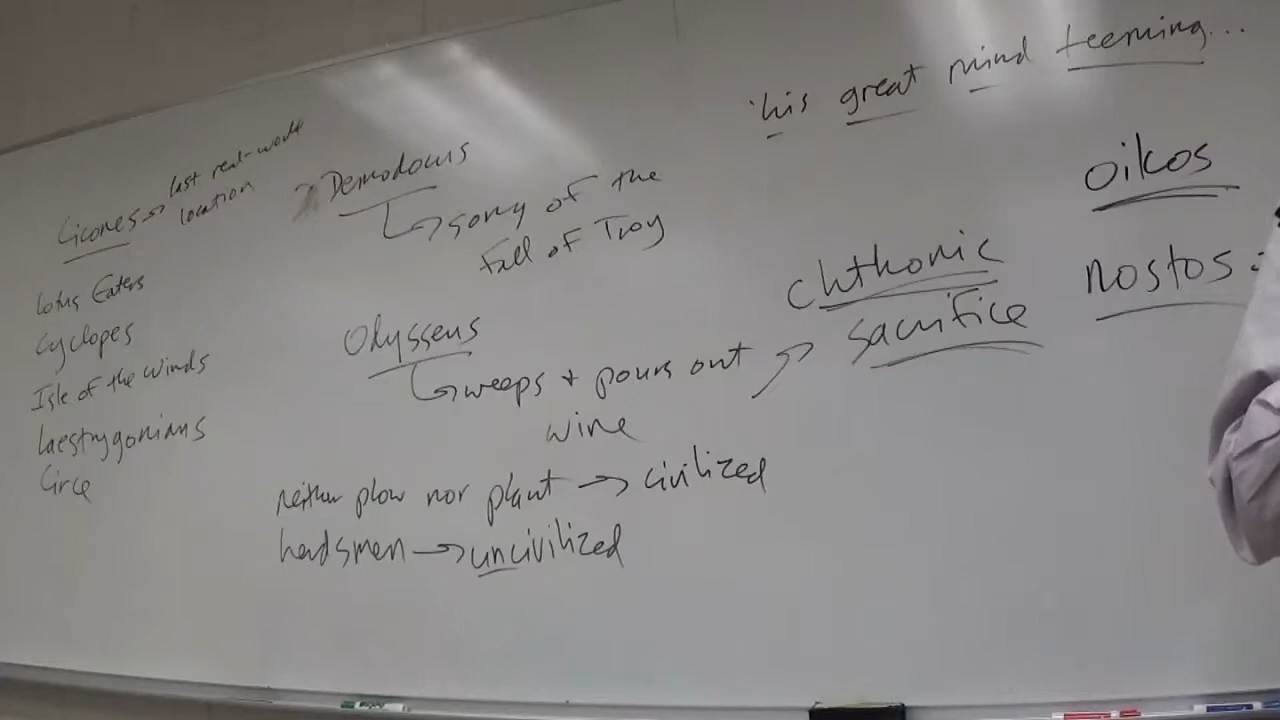 'his great mind teeming...
Cicones → last real-world
location
Lotus Eaters
Cyclopes
Isle of the Winds
Laestrygonians
Circe
Demodocus
↳ song of the
Fall of Troy
Odysseus
↳ weeps + pours out →
wine
chthonic
sacrifice
neither plow nor plant → civilized
herdsmen → uncivilized
oikos
nostos =